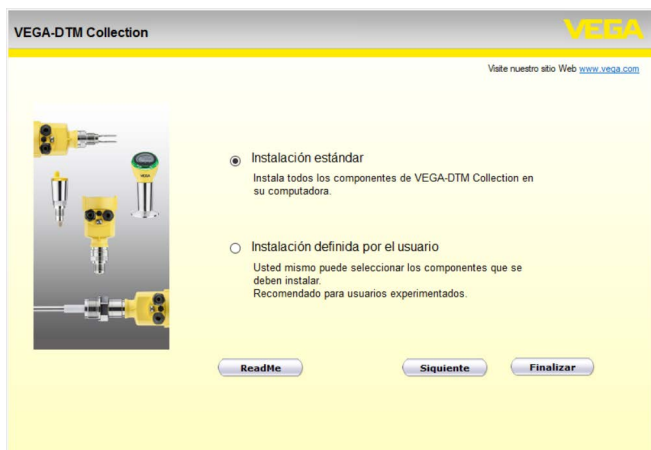 VEGA-DTM Collection
VEGA
Visite nuestro sitio Web www.vega.com
Instalación estándar
Instala todos los componentes de VEGA-DTM Collection en
su computadora.
Instalación definida por el usuario
Usted mismo puede seleccionar los componentes que se
deben instalar.
Recomendado para usuarios experimentados.
ReadMe
Siquiente
Finalizar